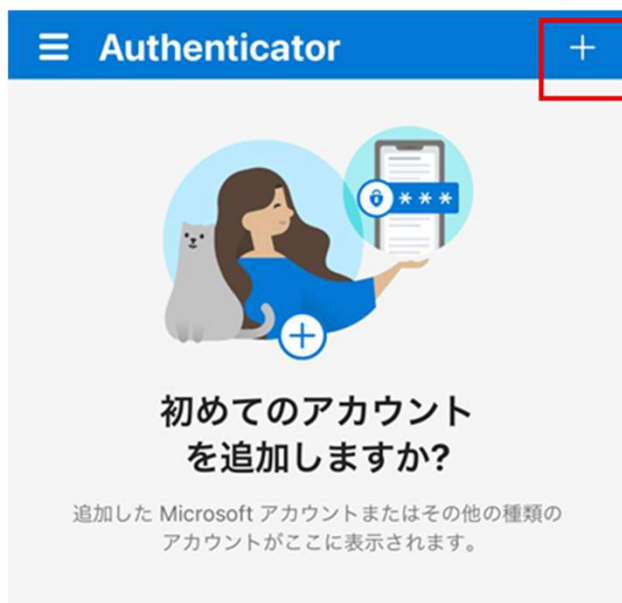 Authenticator
***
初めてのアカウント
を追加しますか?
追加した Microsoft アカウントまたはその他の種類の
アカウントがここに表示されます。